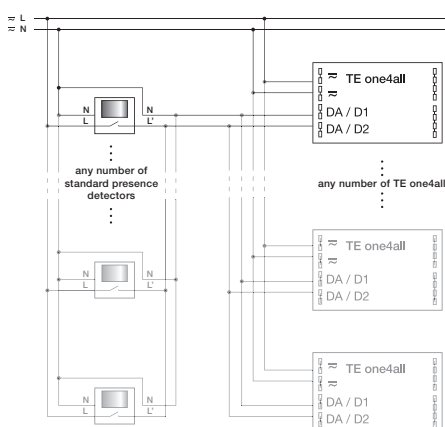 ≂ L
≂ N
≂ TE one4all
≂
N N DA / D1
L L' DA / D2
any number of
standard presence
detectors
any number of TE one4all
≂ TE one4all
≂
N N DA / D1
L L' DA / D2
≂ TE one4all
≂
N N DA / D1
L L' DA / D2